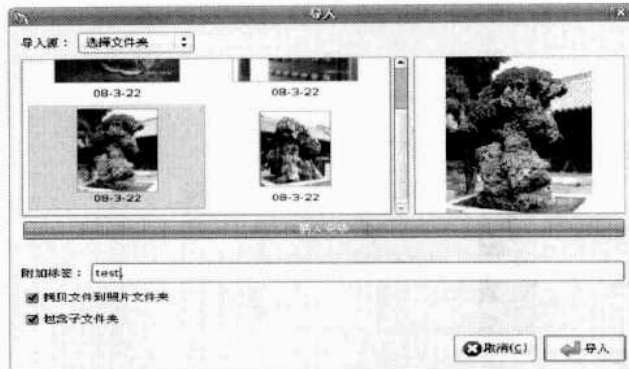 导入
导入源： 选择文件夹
08-3-22
08-3-22
08-3-22
08-3-22
附加标签： test,
拷贝文件到照片文件夹
包含子文件夹
取消(C)
导入